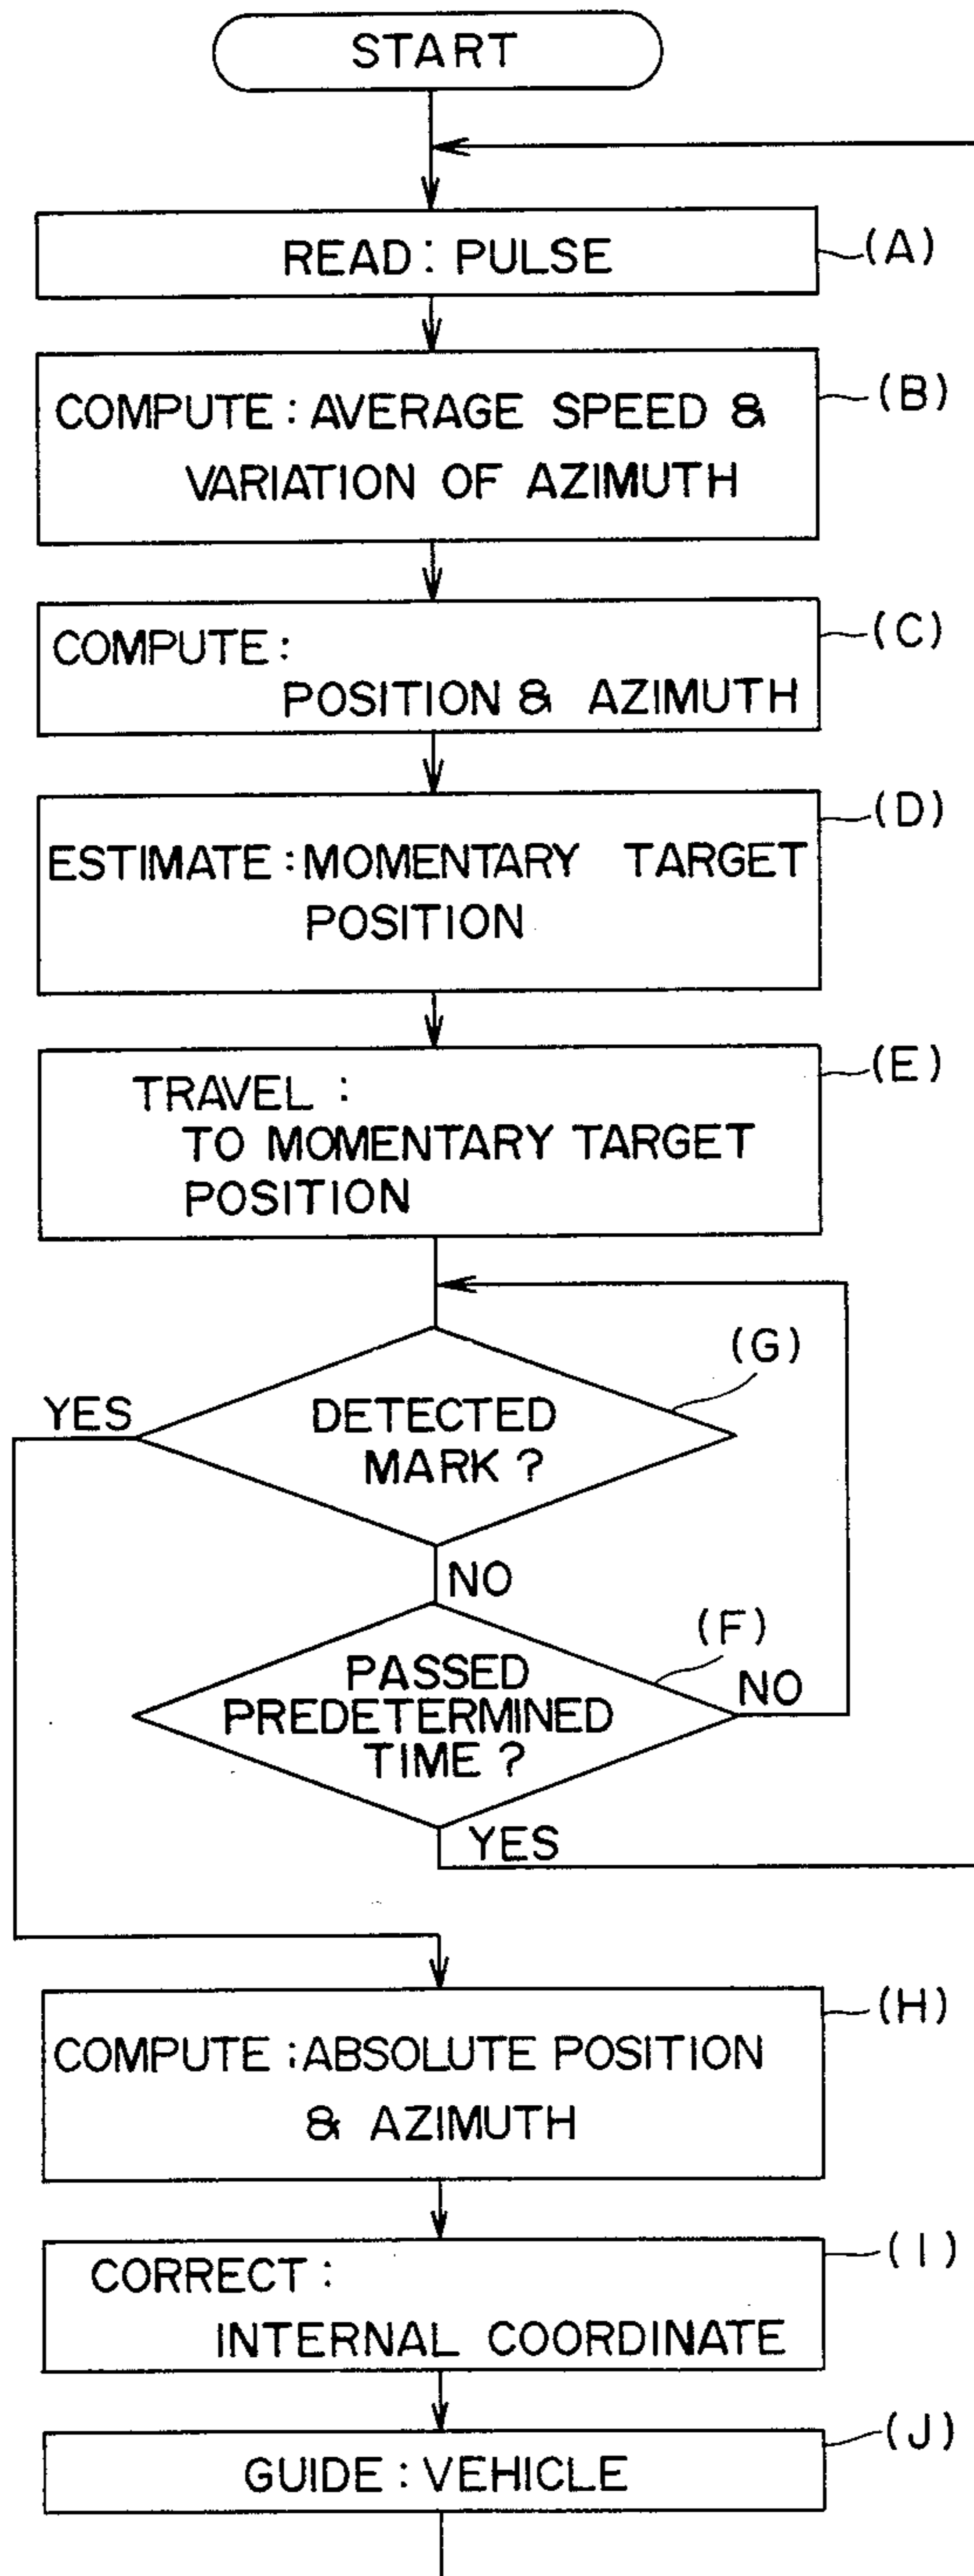 START
READ : PULSE
(A)
COMPUTE : AVERAGE SPEED &
VARIATION OF AZIMUTH
(B)
COMPUTE :
POSITION & AZIMUTH
(C)
ESTIMATE : MOMENTARY TARGET
POSITION
(D)
TRAVEL :
TO MOMENTARY TARGET
POSITION
(E)
DETECTED
MARK ?
(G)
YES
NO
PASSED
PREDETERMINED
TIME ?
(F)
NO
YES
COMPUTE : ABSOLUTE POSITION
& AZIMUTH
(H)
CORRECT :
INTERNAL COORDINATE
(I)
GUIDE : VEHICLE
(J)